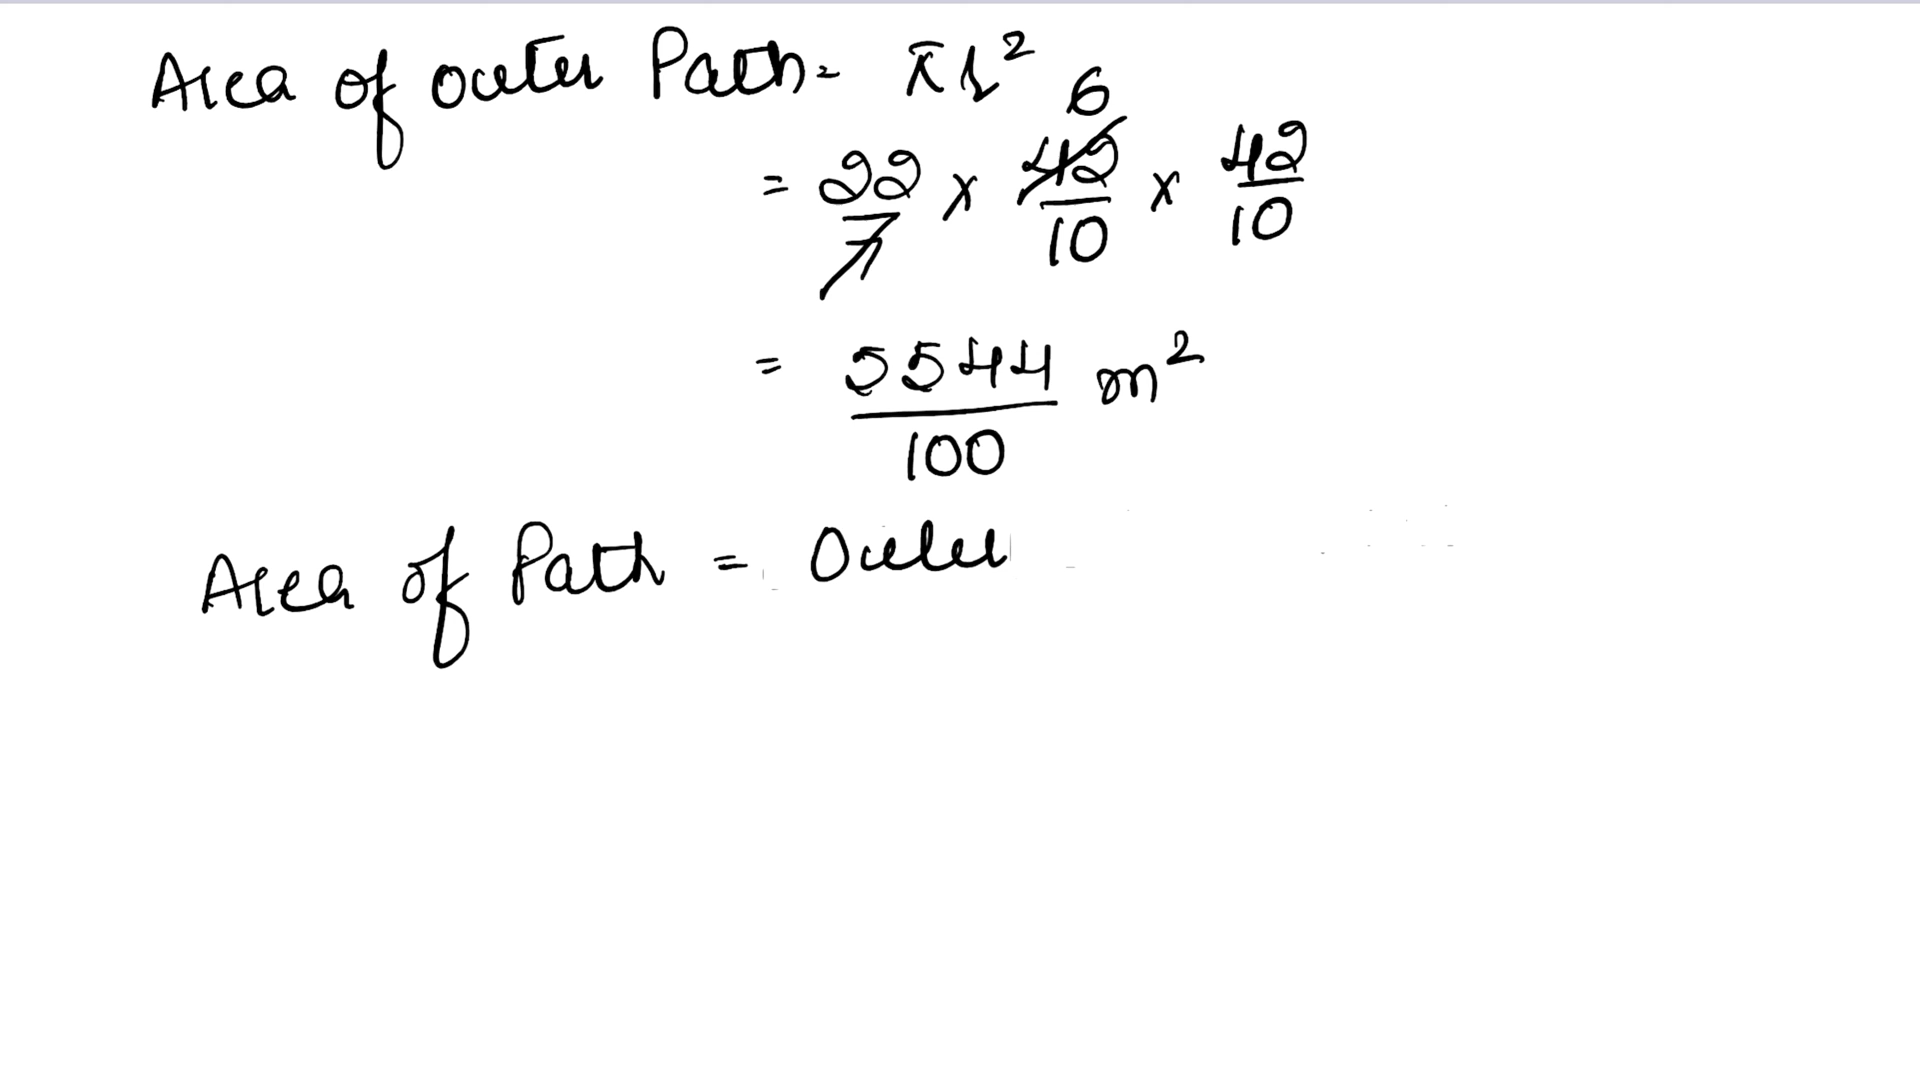 Area of outer Path = πr² 6
= 22/7 × 42/10 × 42/10
= 5544/100 m²
Area of Path = Outer